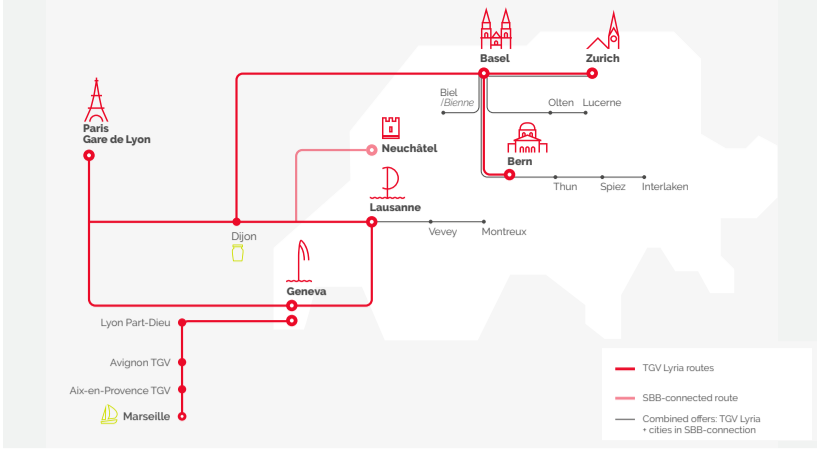 Basel
Zurich
Biel
/Bienne
Olten
Lucerne
Paris
Gare de Lyon
Neuchâtel
Bern
Thun
Spiez
Interlaken
Lausanne
Vevey
Montreux
Dijon
Geneva
Lyon Part-Dieu
Avignon TGV
Aix-en-Provence TGV
Marseille
TGV Lyria routes
SBB-connected route
Combined offers: TGV Lyria
+ cities in SBB-connection